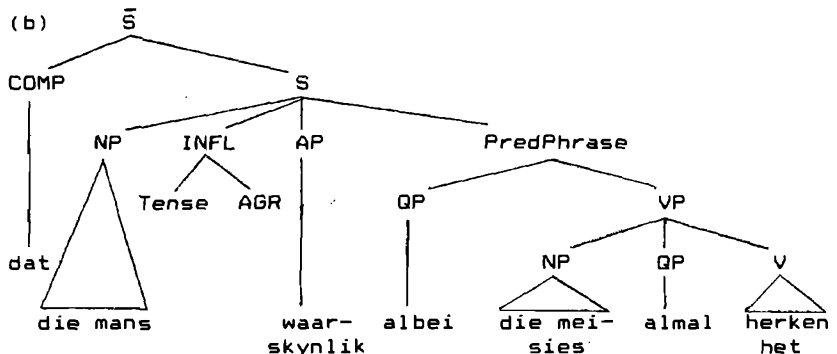 (b) S̄
COMP S
NP INFL AP PredPhrase
Tense AGR QP VP
dat NP QP V
die mans waar- albei die mei- almal herken
skynlik sies het